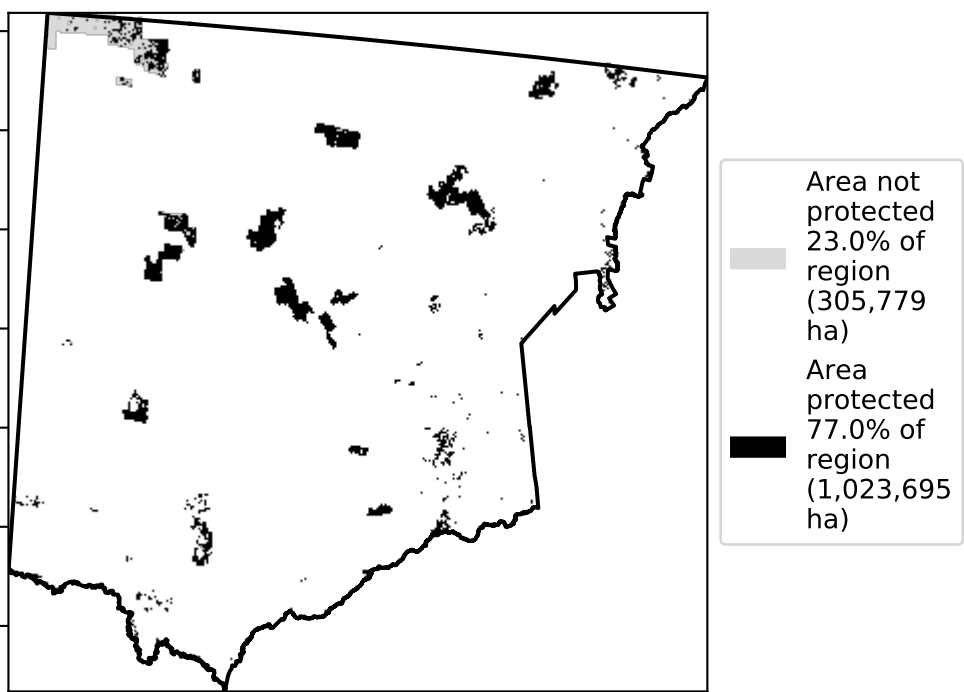 Area not
protected
23.0% of
region
(305,779
ha)
Area
protected
77.0% of
region
(1,023,695
ha)